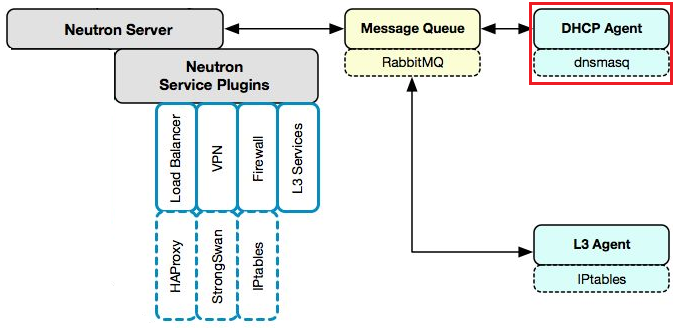 Neutron Server
Message Queue
DHCP Agent
RabbitMQ
dnsmasq
Neutron
Service Plugins
Load Balancer
VPN
Firewall
L3 Services
HAProxy
StrongSwan
IPtables
L3 Agent
IPtables